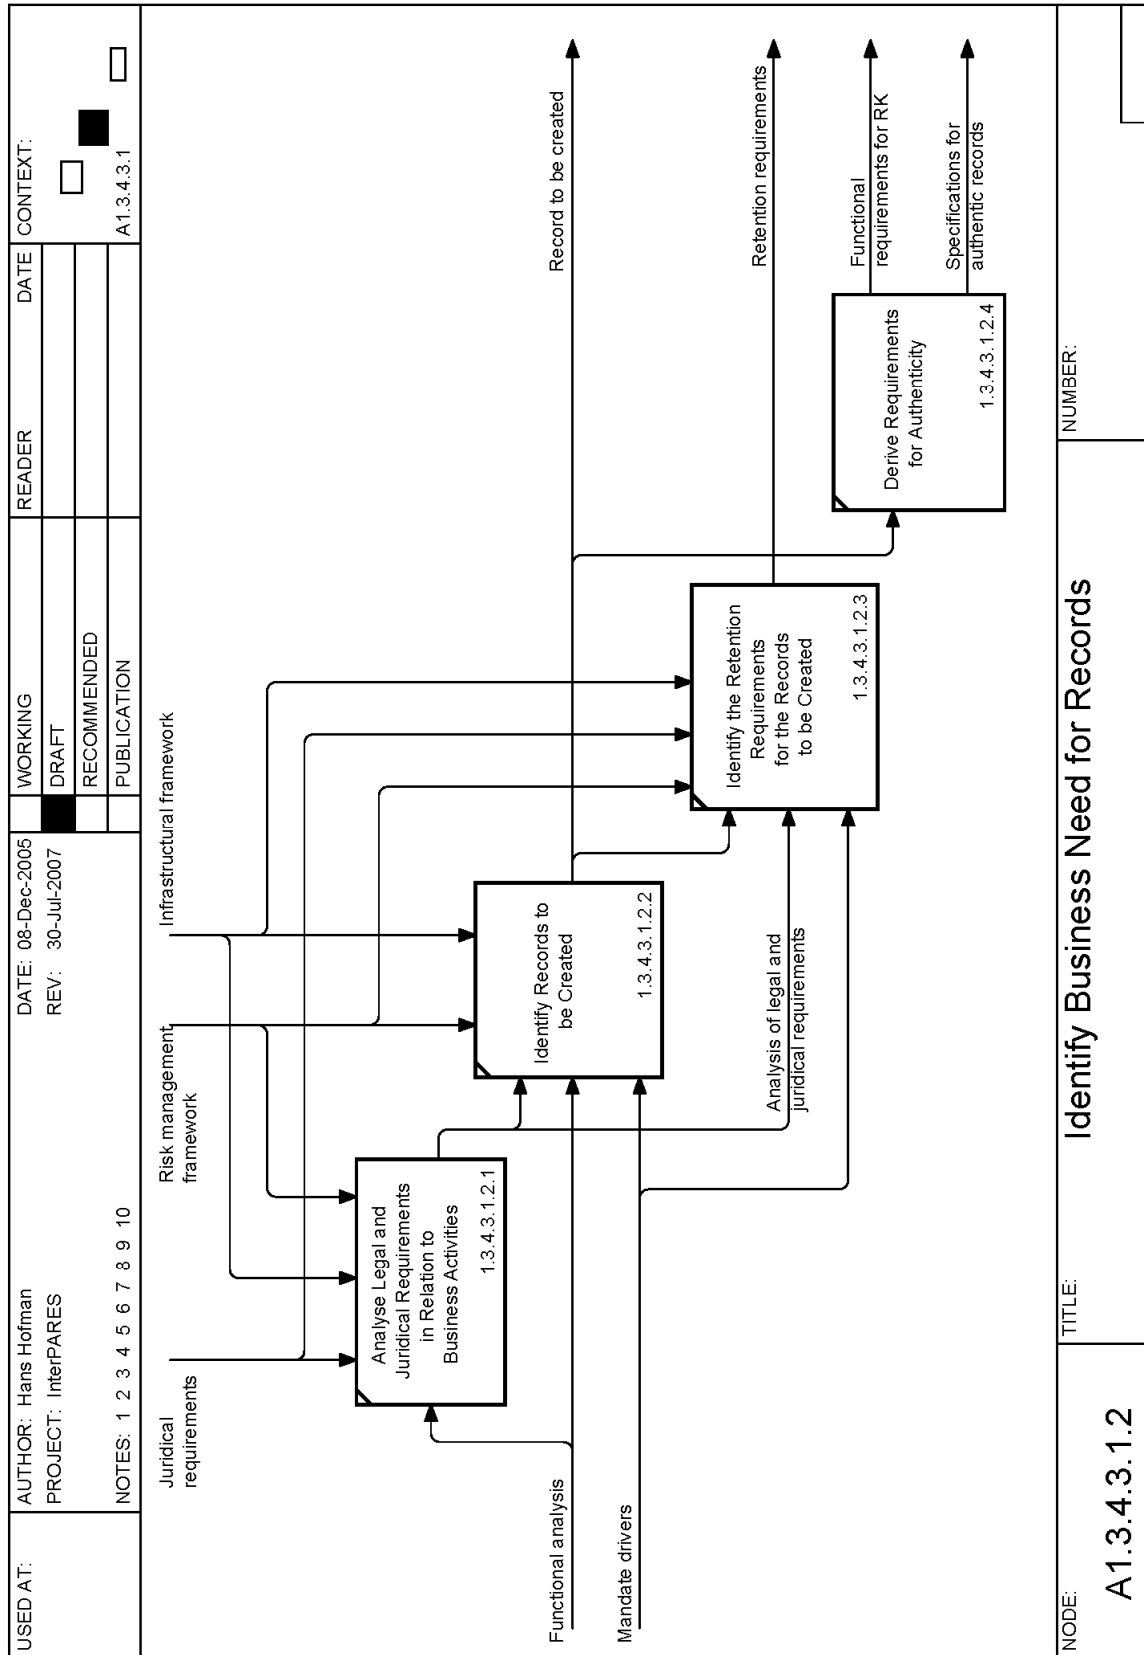 USED AT:
AUTHOR: Hans Hofman
PROJECT: InterPARES
NOTES: 1 2 3 4 5 6 7 8 9 10
DATE: 08-Dec-2005
REV: 30-Jul-2007
WORKING
DRAFT
RECOMMENDED
PUBLICATION
READER
DATE
CONTEXT:
A1.3.4.3.1
Juridical
requirements
Risk management
framework
Infrastructural framework
Analyse Legal and
Juridical Requirements
in Relation to
Business Activities
1.3.4.3.1.2.1
Identify Records to
be Created
1.3.4.3.1.2.2
Record to be created
Functional analysis
Mandate drivers
Analysis of legal and
juridical requirements
Identify the Retention
Requirements
for the Records
to be Created
1.3.4.3.1.2.3
Retention requirements
Derive Requirements
for Authenticity
1.3.4.3.1.2.4
Functional
requirements for RK
Specifications for
authentic records
NODE:
A1.3.4.3.1.2
TITLE:
Identify Business Need for Records
NUMBER: